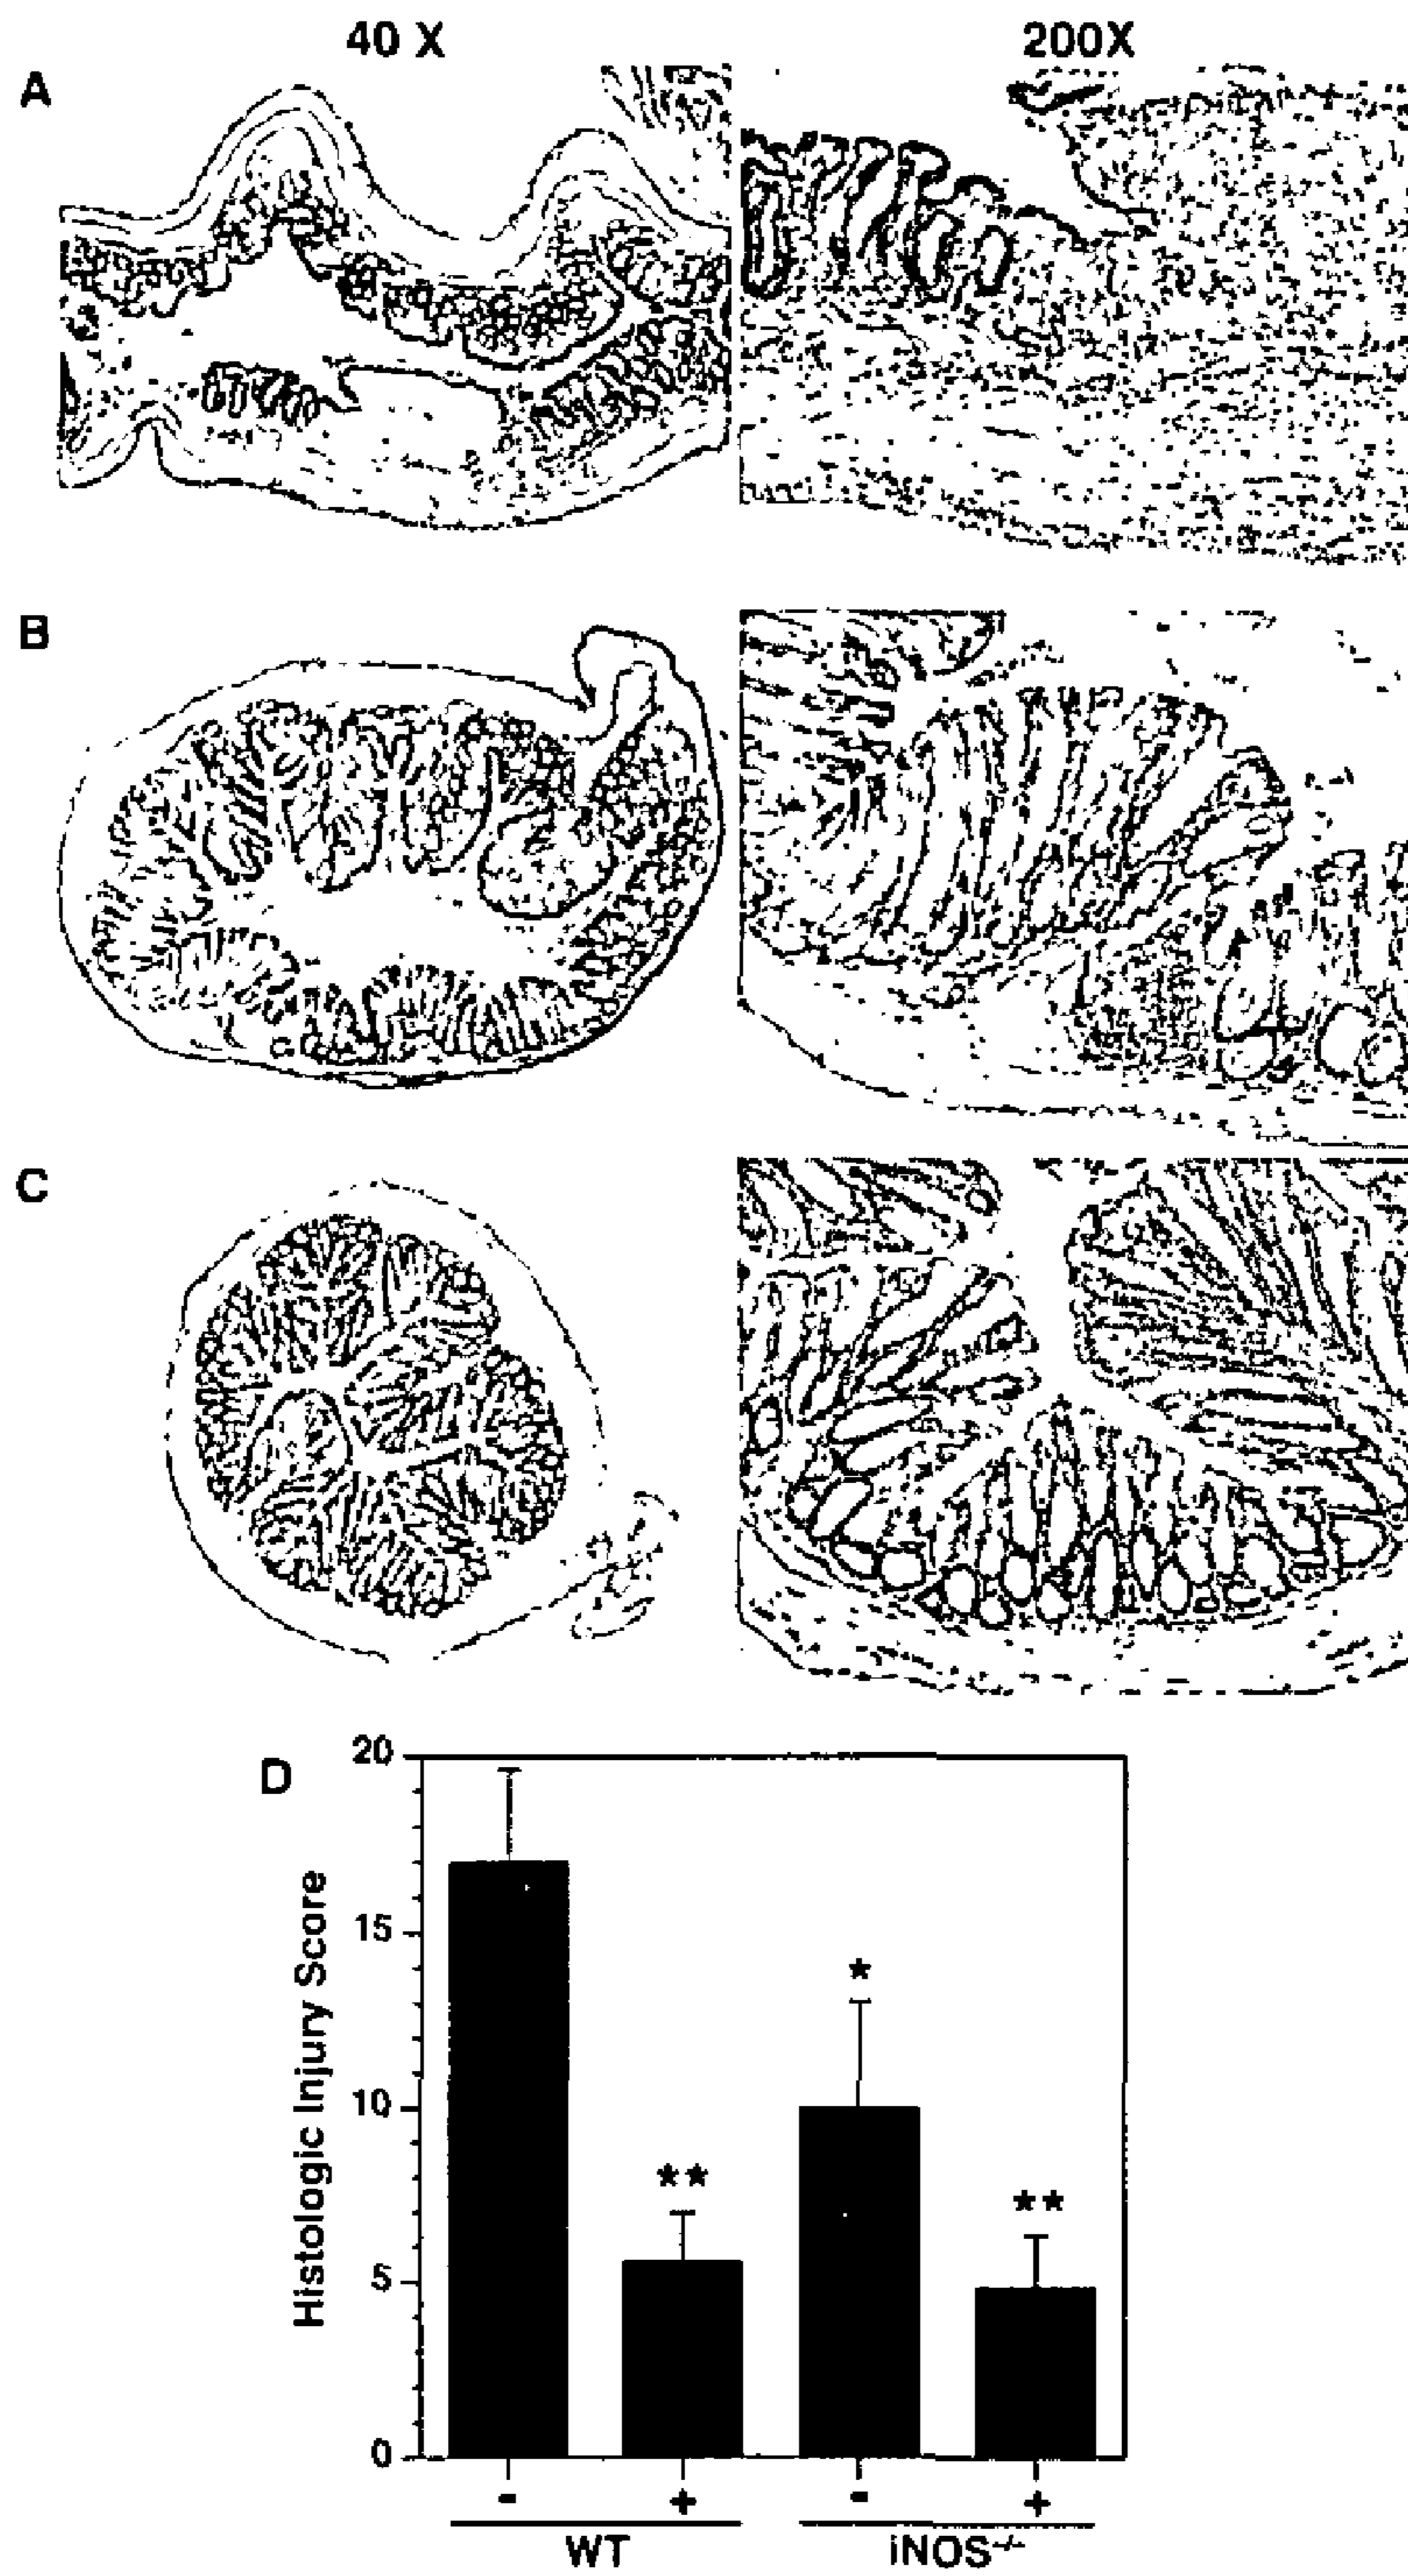 40 X 200X
A
B
C
D
Histologic Injury Score
20
15
10
5
0
*
**
**
- + - +
WT iNOS-/-